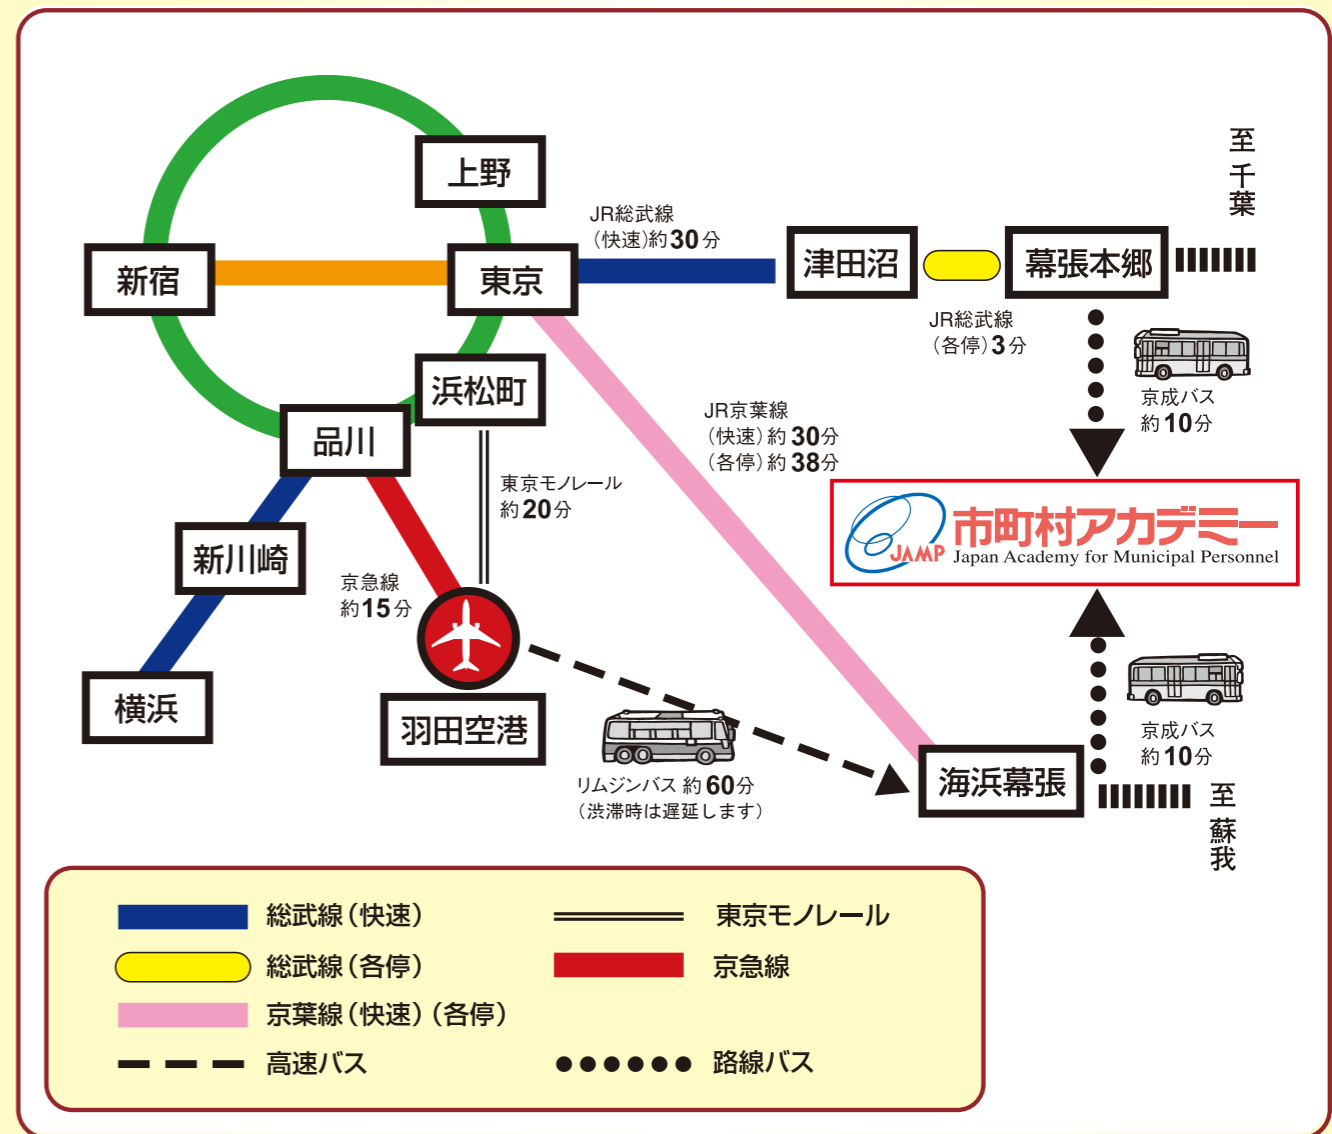 上野
至千葉
JR総武線
(快速)約30分
新宿
東京
津田沼
幕張本郷
JR総武線
(各停)3分
京成バス
約10分
浜松町
品川
JR京葉線
(快速)約30分
(各停)約38分
東京モノレール
約20分
市町村アカデミー
JAMP
Japan Academy for Municipal Personnel
新川崎
京急線
約15分
横浜
羽田空港
リムジンバス 約60分
(渋滞時は遅延します)
京成バス
約10分
海浜幕張
至蘇我
総武線(快速)
東京モノレール
総武線(各停)
京急線
京葉線(快速)(各停)
高速バス
路線バス